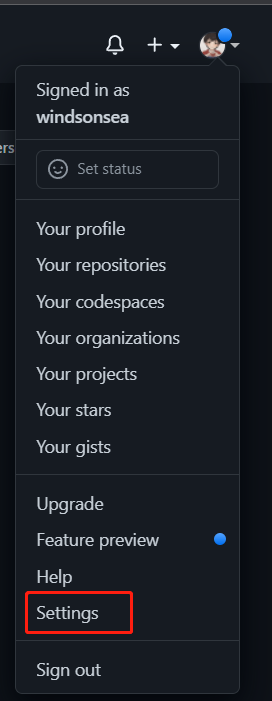 ers
Signed in as
windsonsea
Set status
Your profile
Your repositories
Your codespaces
Your organizations
Your projects
Your stars
Your gists
Upgrade
Feature preview
Help
Settings
Sign out